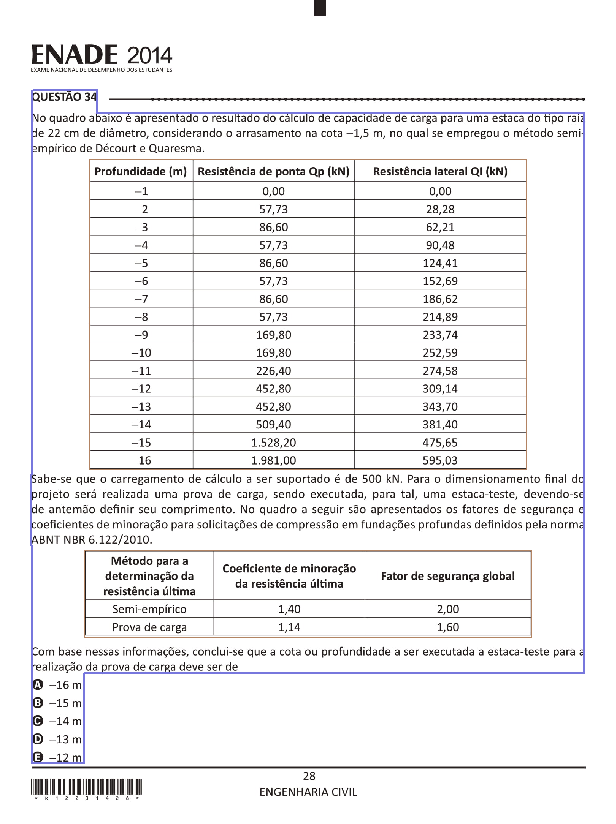 ENADE 2014
EXAME NACIONAL DE DESEMPENHO DOS ESTUDANTES
QUESTÃO 34
No quadro abaixo é apresentado o resultado do cálculo de capacidade de carga para uma estaca do tipo raiz
de 22 cm de diâmetro, considerando o arrasamento na cota –1,5 m, no qual se empregou o método semi-
empírico de Décourt e Quaresma.
Profundidade (m) Resistência de ponta Qp (kN) Resistência lateral Ql (kN)
–1 0,00 0,00
2 57,73 28,28
3 86,60 62,21
–4 57,73 90,48
–5 86,60 124,41
–6 57,73 152,69
–7 86,60 186,62
–8 57,73 214,89
–9 169,80 233,74
–10 169,80 252,59
–11 226,40 274,58
–12 452,80 309,14
–13 452,80 343,70
–14 509,40 381,40
–15 1.528,20 475,65
16 1.981,00 595,03
Sabe-se que o carregamento de cálculo a ser suportado é de 500 kN. Para o dimensionamento final do
projeto será realizada uma prova de carga, sendo executada, para tal, uma estaca-teste, devendo-se
de antemão definir seu comprimento. No quadro a seguir são apresentados os fatores de segurança e
coeficientes de minoração para solicitações de compressão em fundações profundas definidos pela norma
ABNT NBR 6.122/2010.
Método para a
determinação da
resistência última
Coeficiente de minoração
da resistência última
Fator de segurança global
Semi-empírico 1,40 2,00
Prova de carga 1,14 1,60
Com base nessas informações, conclui-se que a cota ou profundidade a ser executada a estaca-teste para a
realização da prova de carga deve ser de
A –16 m
B –15 m
C –14 m
D –13 m
E –12 m
28
ENGENHARIA CIVIL